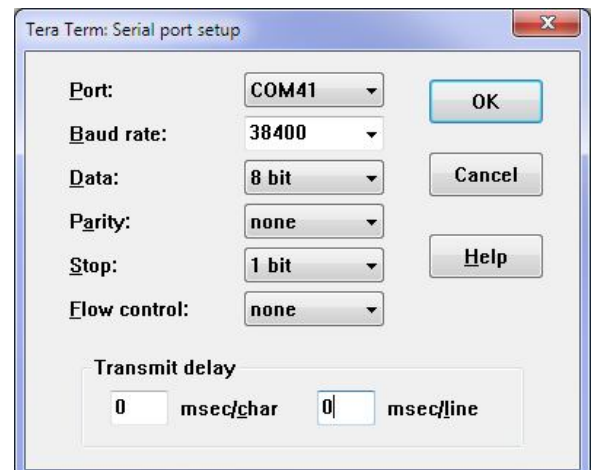 Tera Term: Serial port setup
Port: COM41 OK
Baud rate: 38400
Data: 8 bit Cancel
Parity: none
Stop: 1 bit Help
Flow control: none
Transmit delay
0 msec/char 0 msec/line